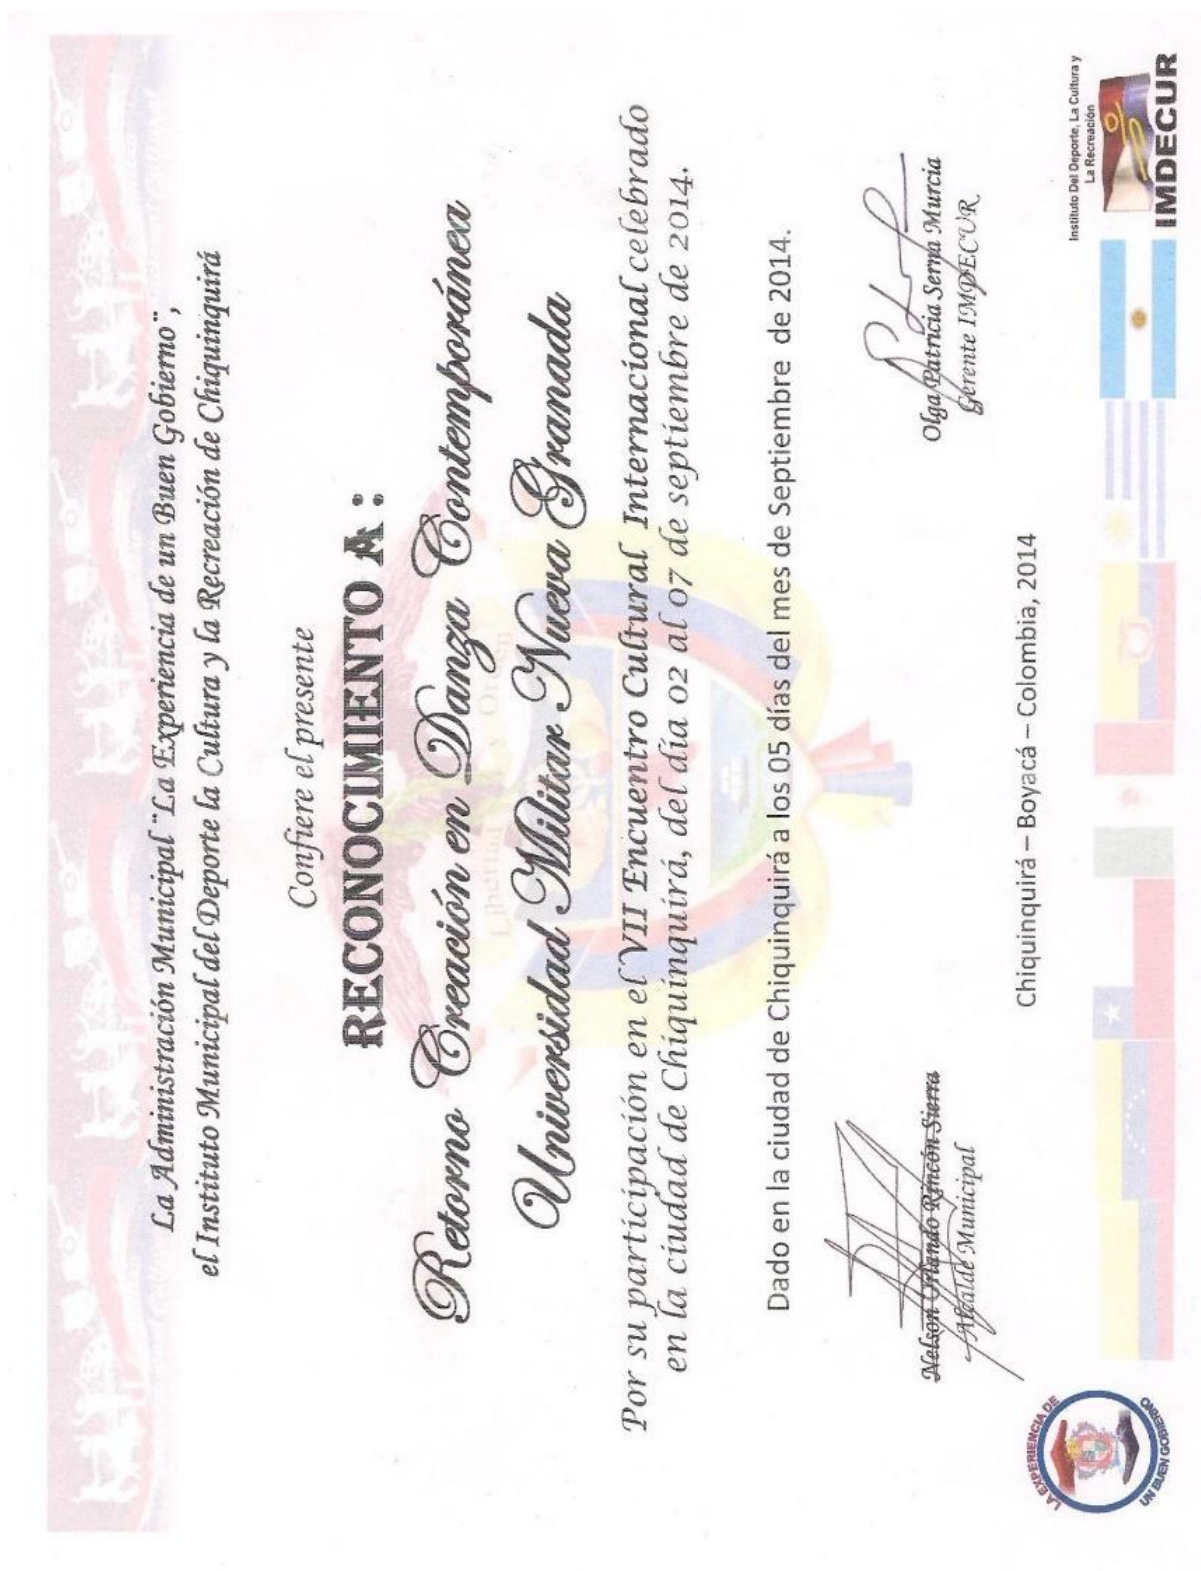 La Administración Municipal "La Experiencia de un Buen Gobierno",
el Instituto Municipal del Deporte la Cultura y la Recreación de Chiquinquirá
Confiere el presente
RECONOCIMIENTO A :
Retorno Creación en Danza Contemporánea
Universidad Militar Nueva Granada
Por su participación en el VII Encuentro Cultural Internacional celebrado
en la ciudad de Chiquinquirá, del día 02 al 07 de septiembre de 2014.
Libertad y Orden
Dado en la ciudad de Chiquinquirá a los 05 días del mes de Septiembre de 2014.
Nelson Orlando Rincón Sierra
Alcalde Municipal
Olga Patricia Serna Murcia
Gerente IMDECUR
Chiquinquirá – Boyacá – Colombia, 2014
LA EXPERIENCIA DE
UN BUEN GOBIERNO
Instituto Del Deporte, La Cultura y
La Recreación
IMDECUR